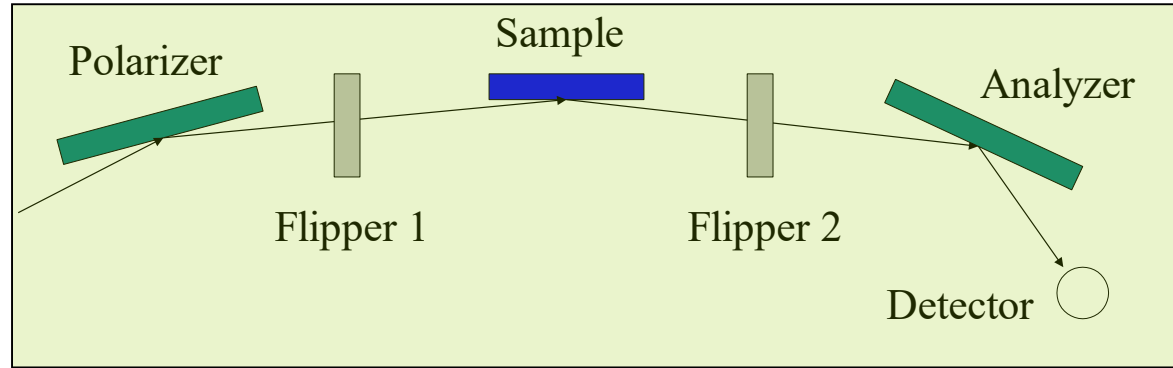 Sample
Polarizer
Analyzer
Flipper 1
Flipper 2
Detector